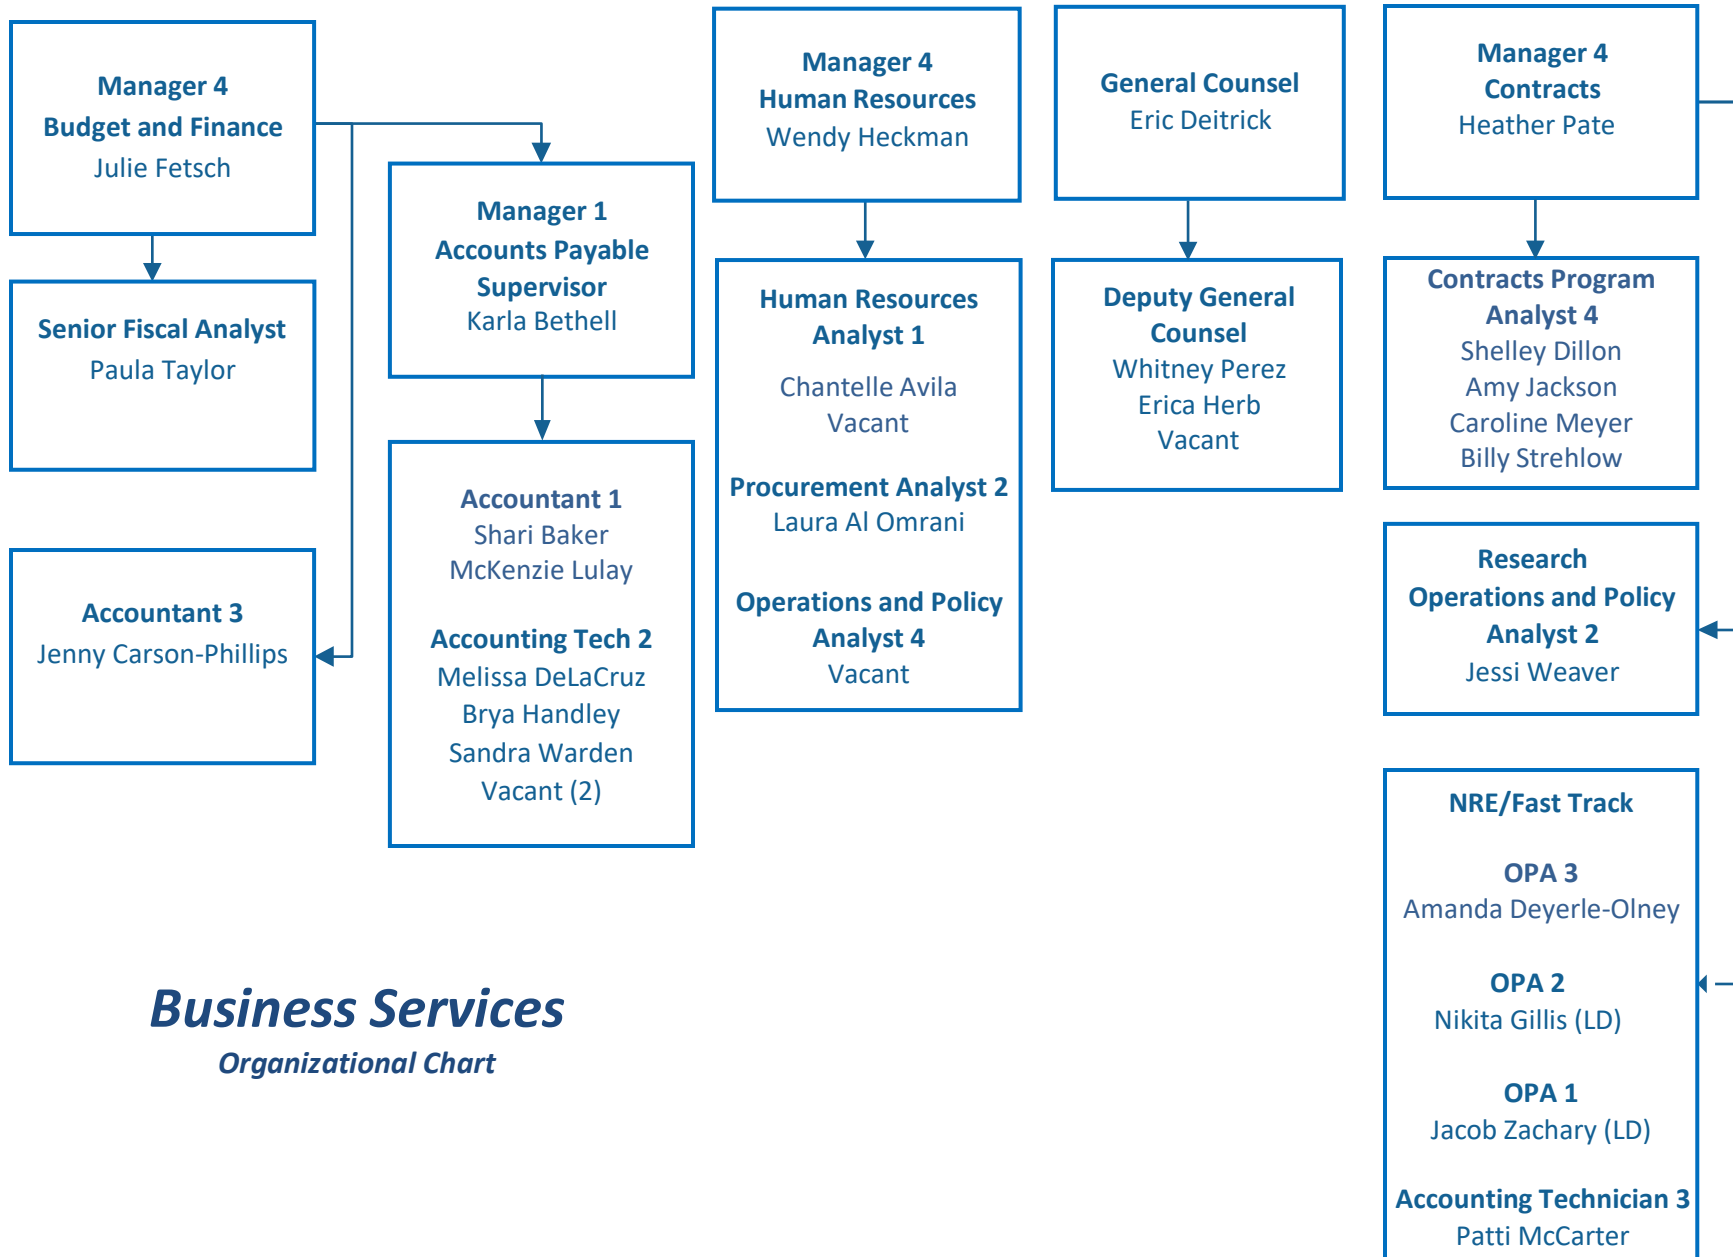 Manager 4
Budget and Finance
Julie Fetsch
Senior Fiscal Analyst
Paula Taylor
Accountant 3
Jenny Carson-Phillips
Manager 1
Accounts Payable
Supervisor
Karla Bethell
Accountant 1
Shari Baker
McKenzie Lulay
Accounting Tech 2
Melissa DeLaCruz
Brya Handley
Sandra Warden
Vacant (2)
Manager 4
Human Resources
Wendy Heckman
Human Resources
Analyst 1
Chantelle Avila
Vacant
Procurement Analyst 2
Laura Al Omrani
Operations and Policy
Analyst 4
Vacant
General Counsel
Eric Deitrick
Deputy General
Counsel
Whitney Perez
Erica Herb
Vacant
Manager 4
Contracts
Heather Pate
Contracts Program
Analyst 4
Shelley Dillon
Amy Jackson
Caroline Meyer
Billy Strehlow
Research
Operations and Policy
Analyst 2
Jessi Weaver
NRE/Fast Track
OPA 3
Amanda Deyerle-Olney
OPA 2
Nikita Gillis (LD)
OPA 1
Jacob Zachary (LD)
Accounting Technician 3
Patti McCarter
Business Services
Organizational Chart